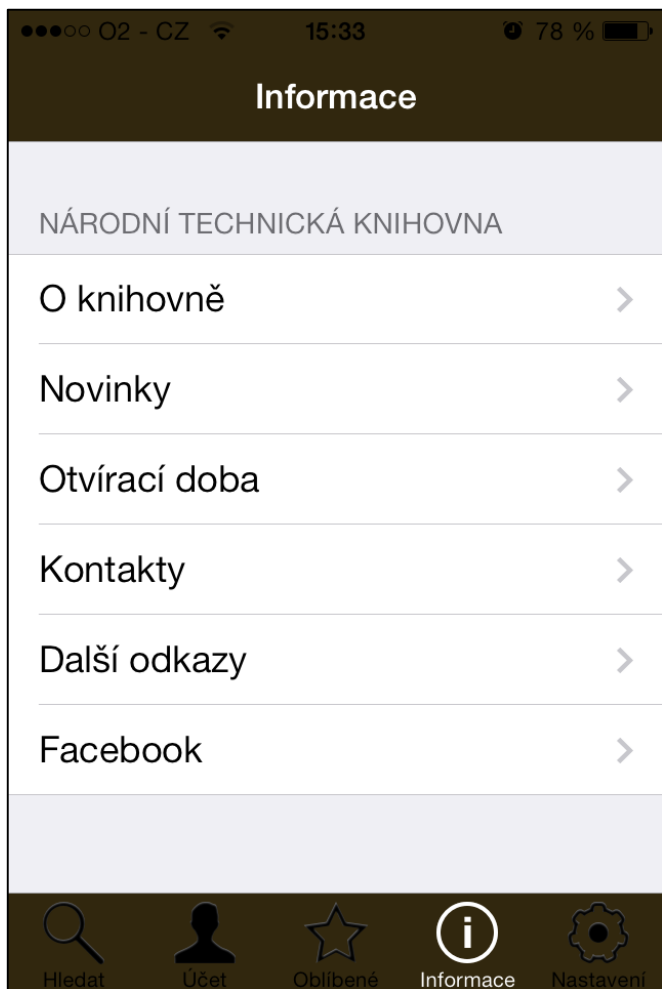 O2 - CZ 15:33 78 %
Informace
NÁRODNÍ TECHNICKÁ KNIHOVNA
O knihovně
Novinky
Otvírací doba
Kontakty
Další odkazy
Facebook
Hledat Účet Oblíbené Informace Nastavení